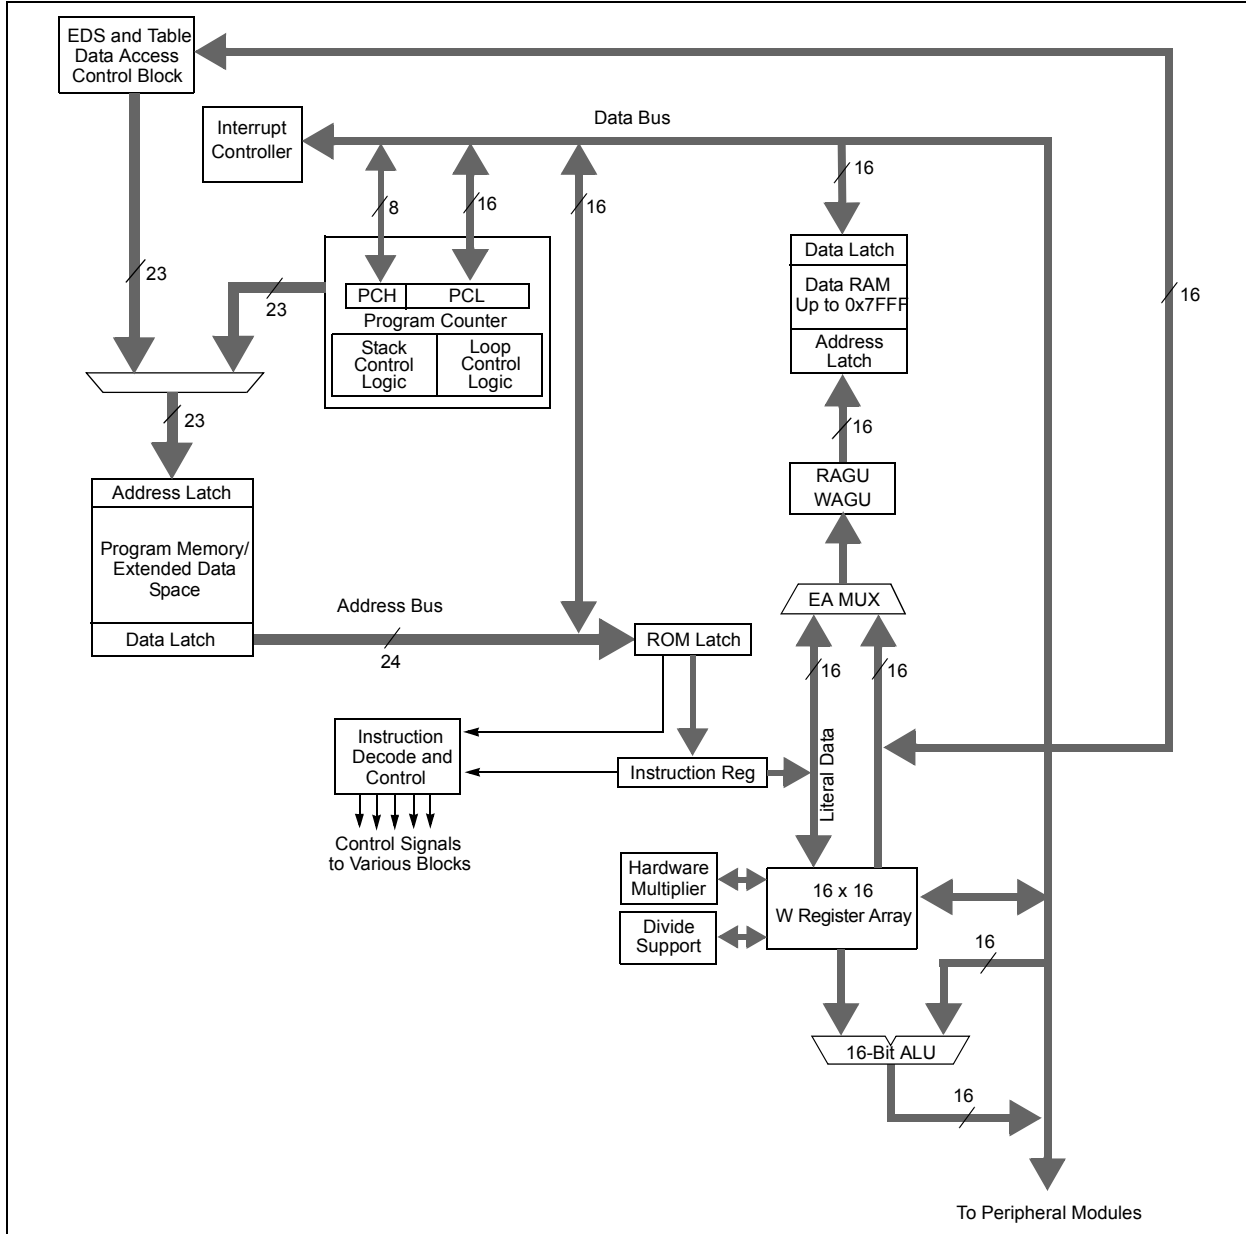 EDS and Table
Data Access
Control Block
Interrupt
Controller
Data Bus
16
8
16
16
16
23
23
23
PCH
PCL
Program Counter
Stack
Control
Logic
Loop
Control
Logic
Data Latch
Data RAM
Up to 0x7FFF
Address
Latch
16
RAGU
WAGU
EA MUX
16
16
Address Latch
Program Memory/
Extended Data
Space
Data Latch
Address Bus
24
ROM Latch
Instruction
Decode and
Control
Instruction Reg
Literal Data
Control Signals
to Various Blocks
Hardware
Multiplier
Divide
Support
16 x 16
W Register Array
16
16-Bit ALU
16
To Peripheral Modules